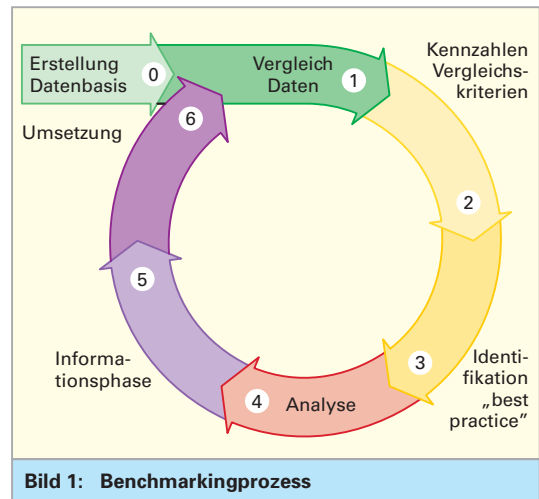 Erstellung
Datenbasis
0
Vergleich
Daten
1
Kennzahlen
Vergleichs-
kriterien
2
3
Identi-
fikation
„best
practice”
4
Analyse
5
Informa-
tionsphase
6
Umsetzung
Bild 1: Benchmarkingprozess